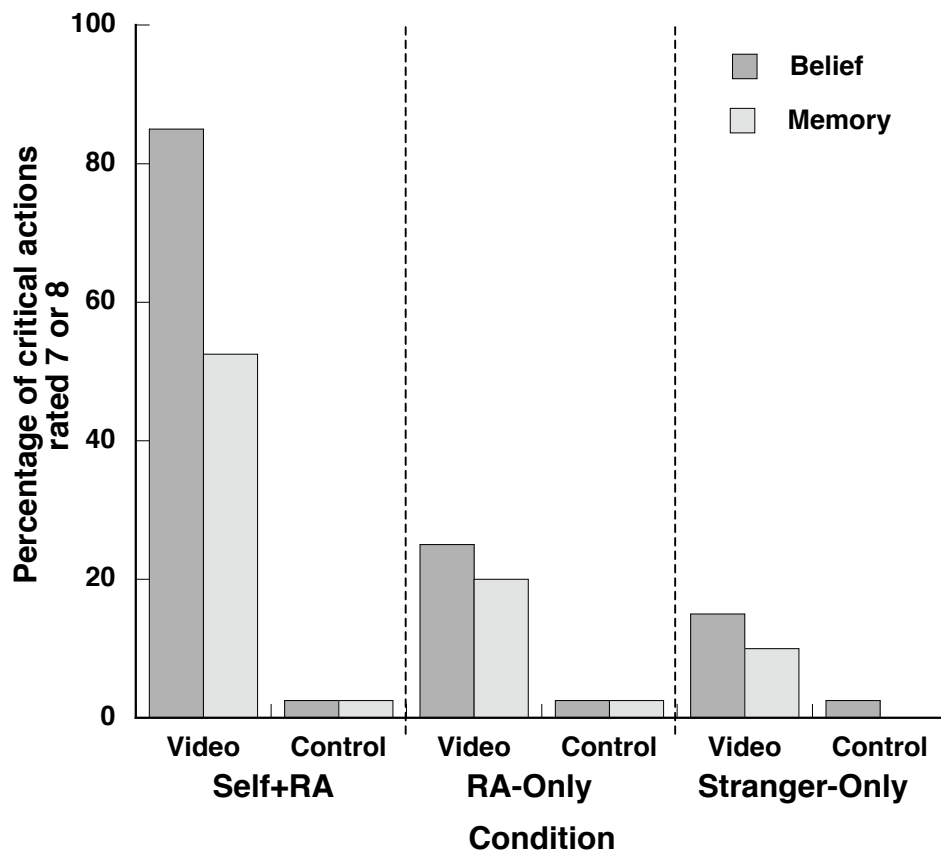 100
80
60
40
20
0
Percentage of critical actions
rated 7 or 8
Belief
Memory
Video Control Video Control Video Control
Self+RA RA-Only Stranger-Only
Condition